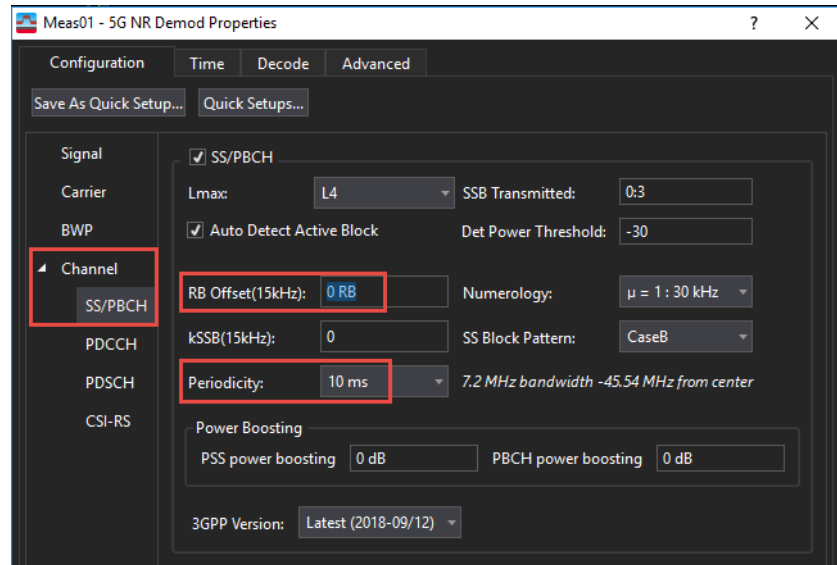 Meas01 - 5G NR Demod Properties ? ×
Configuration Time Decode Advanced
Save As Quick Setup... Quick Setups...
Signal
Carrier
BWP
Channel
SS/PBCH
PDCCH
PDSCH
CSI-RS
SS/PBCH
Lmax: L4 SSB Transmitted: 0:3
Auto Detect Active Block Det Power Threshold: -30
RB Offset(15kHz): 0 RB Numerology: μ = 1 : 30 kHz
kSSB(15kHz): 0 SS Block Pattern: CaseB
Periodicity: 10 ms 7.2 MHz bandwidth -45.54 MHz from center
Power Boosting
PSS power boosting 0 dB PBCH power boosting 0 dB
3GPP Version: Latest (2018-09/12)